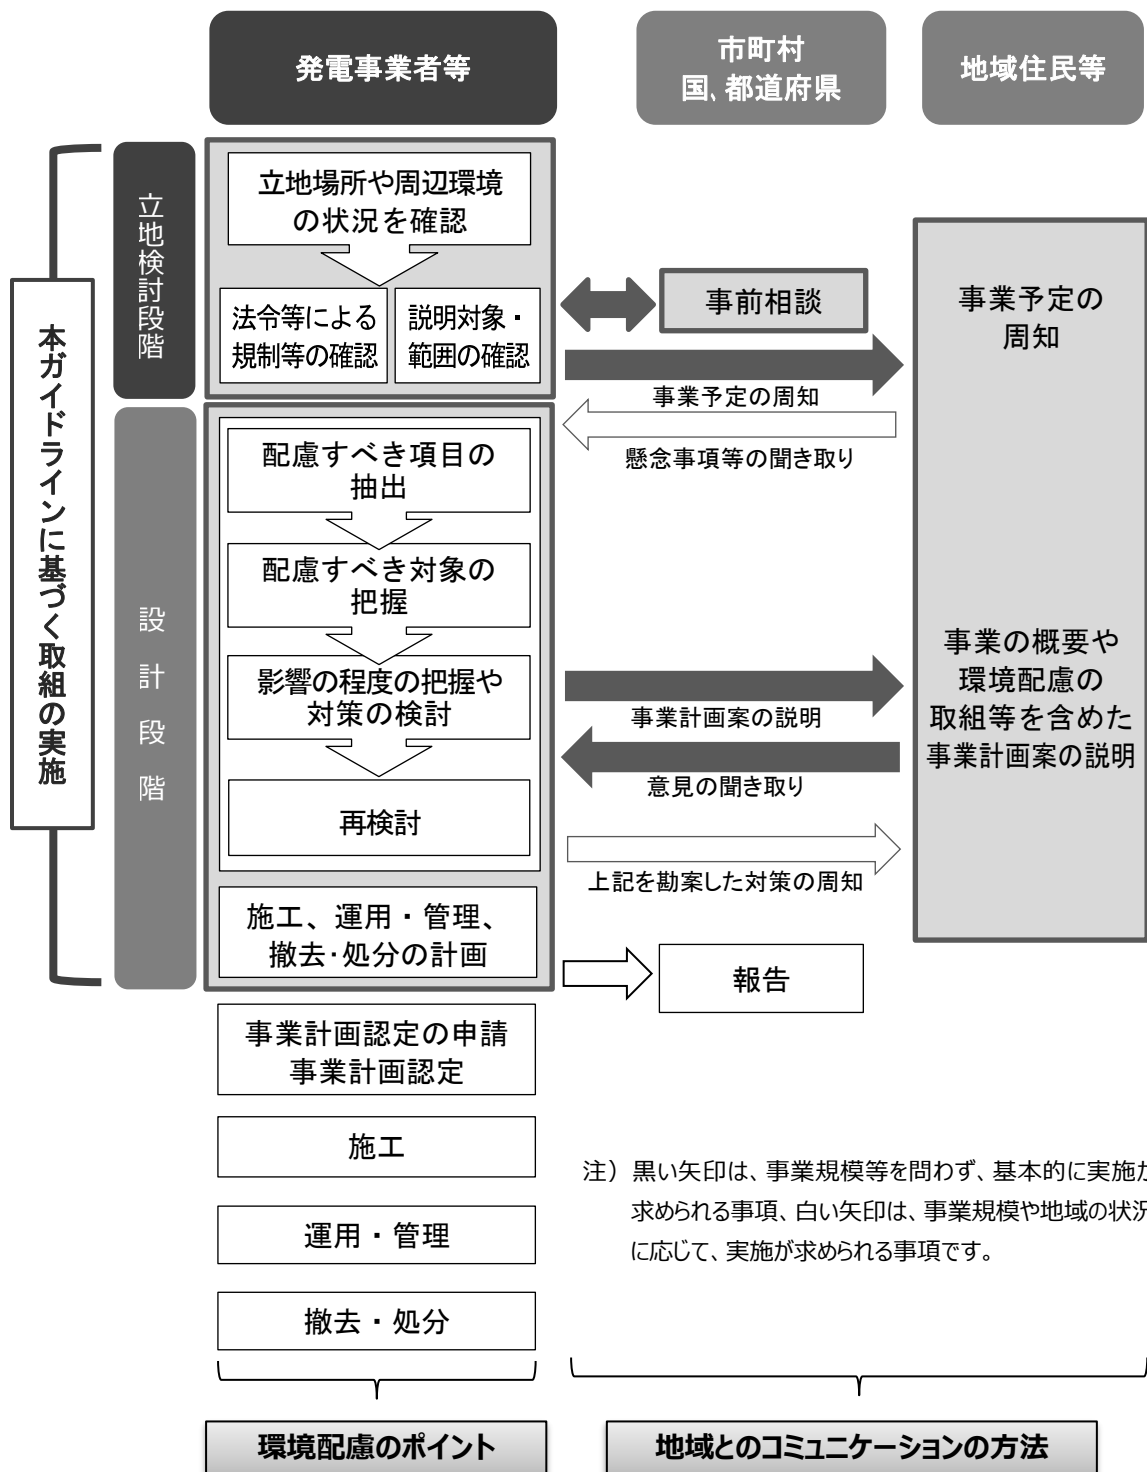 発電事業者等
市町村
国、都道府県
地域住民等
本ガイドラインに基づく取組の実施
立地検討段階
立地場所や周辺環境
の状況を確認
法令等による
規制等の確認
説明対象・
範囲の確認
事前相談
事業予定の周知
懸念事項等の聞き取り
事業予定の
周知
設計段階
配慮すべき項目の
抽出
配慮すべき対象の
把握
影響の程度の把握や
対策の検討
再検討
施工、運用・管理、
撤去・処分の計画
事業計画案の説明
意見の聞き取り
上記を勘案した対策の周知
事業の概要や
環境配慮の
取組等を含めた
事業計画案の説明
報告
事業計画認定の申請
事業計画認定
施工
運用・管理
撤去・処分
注）黒い矢印は、事業規模等を問わず、基本的に実施が
求められる事項、白い矢印は、事業規模や地域の状況
に応じて、実施が求められる事項です。
環境配慮のポイント
地域とのコミュニケーションの方法